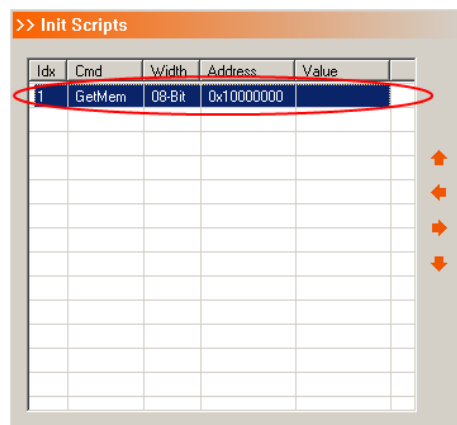 >> Init Scripts
Idx Cmd Width Address Value
1 GetMem 08-Bit 0x10000000